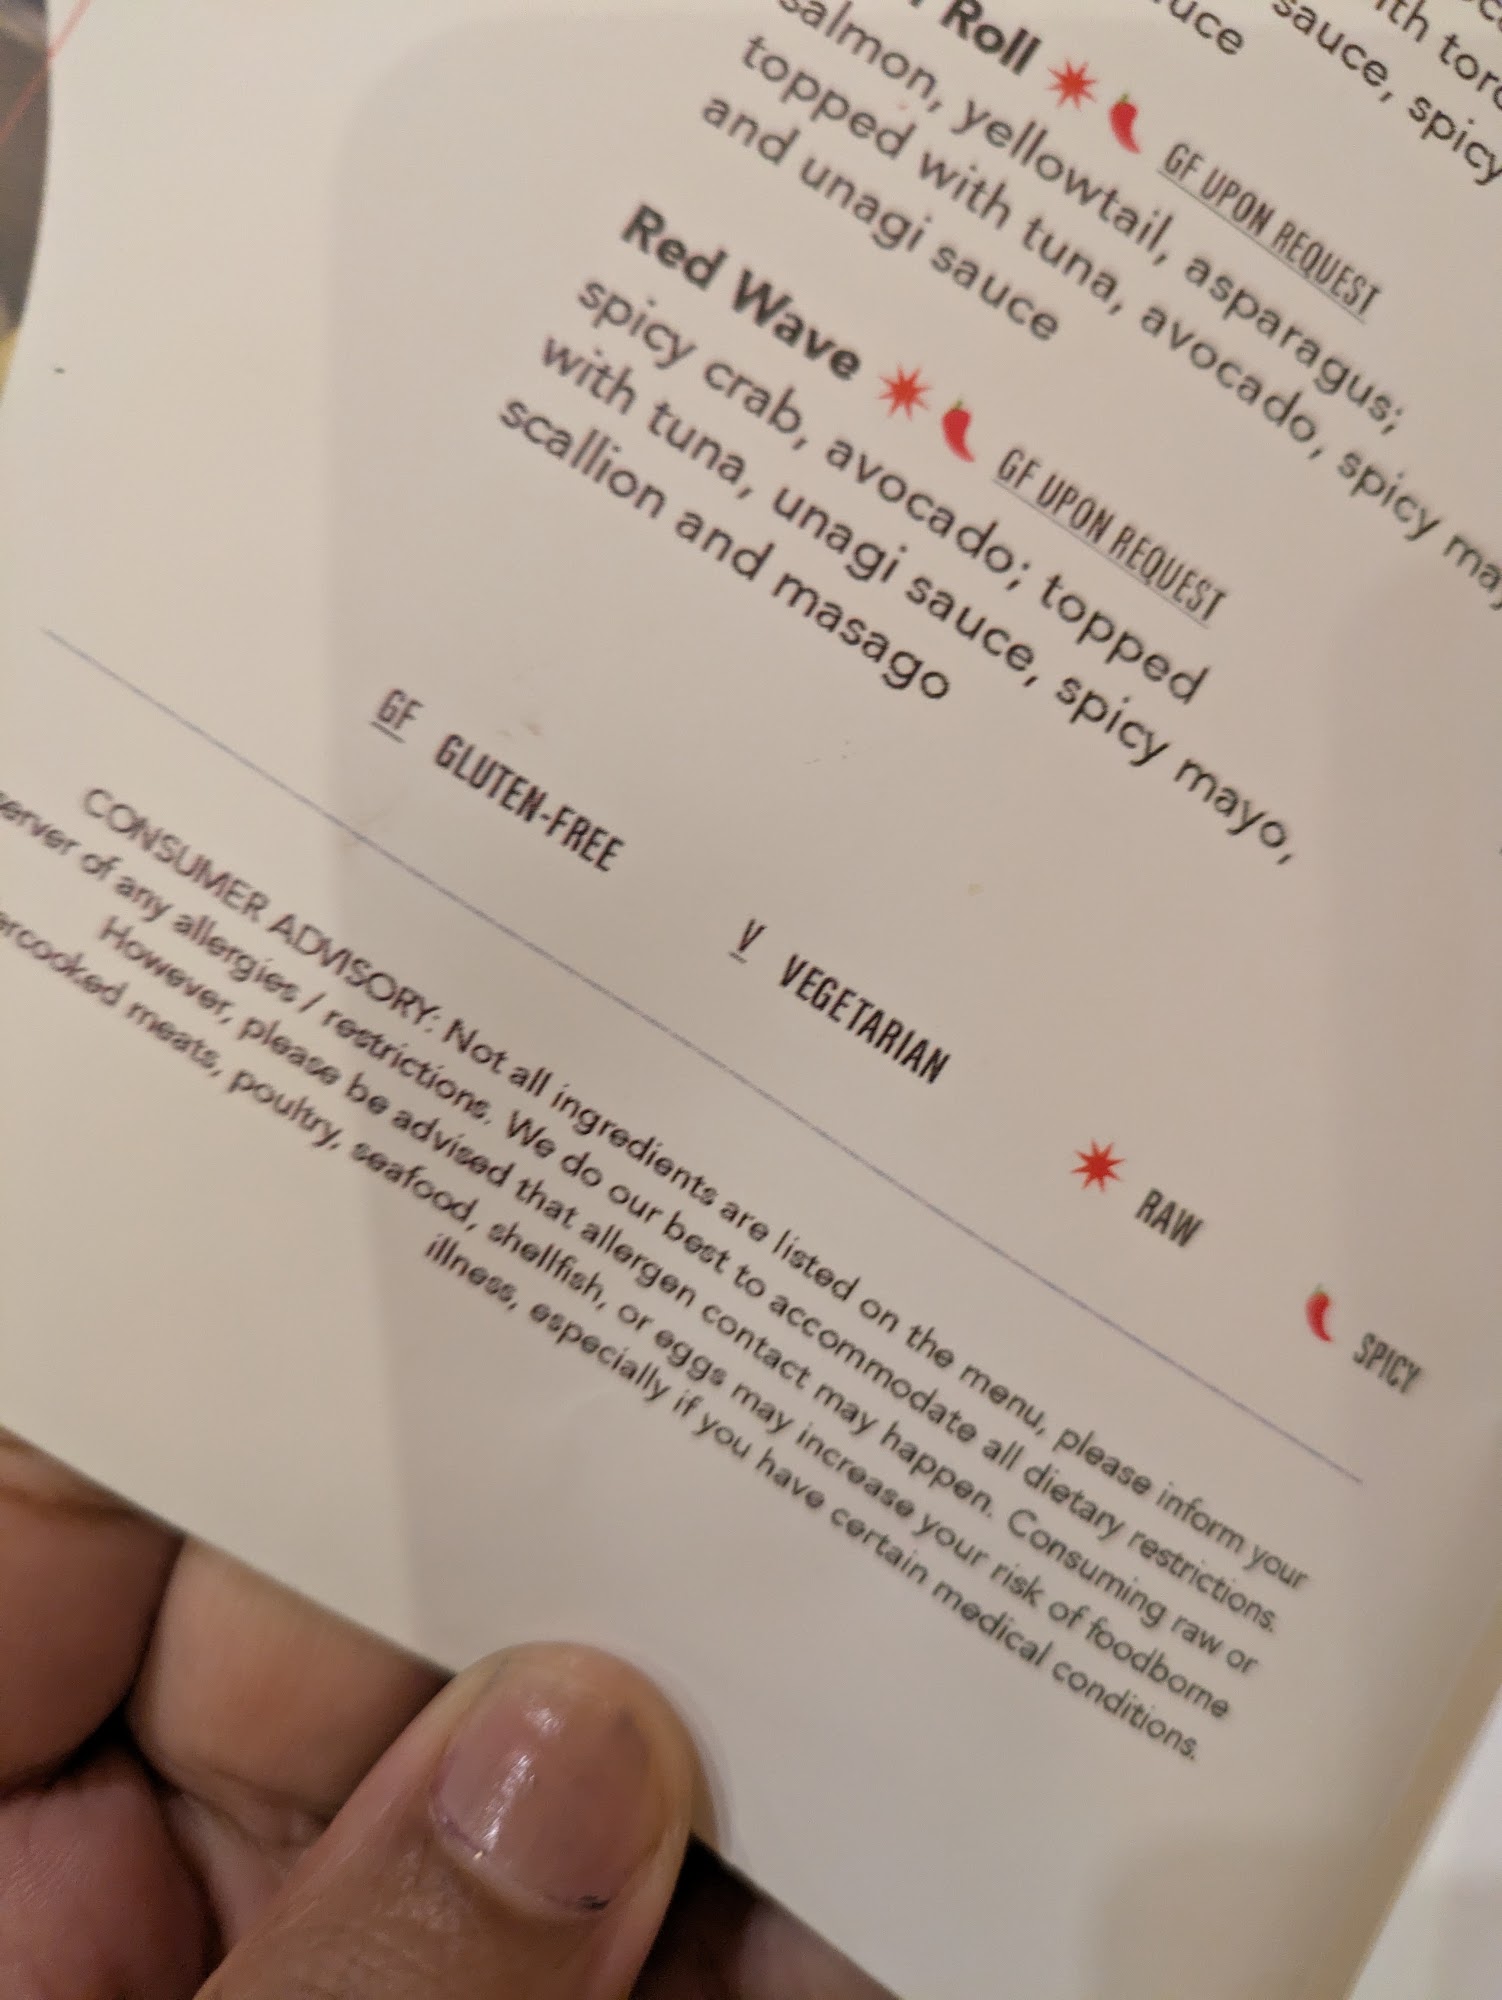 sauce
sauce, spicy
Roll GF UPON REQUEST
salmon, yellowtail, asparagus;
topped with tuna, avocado, spicy
and unagi sauce
Red Wave GF UPON REQUEST
spicy crab, avocado; topped
with tuna, unagi sauce, spicy mayo,
scallion and masago
GF GLUTEN-FREE V VEGETARIAN RAW SPICY
CONSUMER ADVISORY: Not all ingredients are listed on the menu, please inform your
server of any allergies / restrictions. We do our best to accommodate all dietary restrictions.
However, please be advised that allergen contact may happen. Consuming raw or
ercooked meats, poultry, seafood, shellfish, or eggs may increase your risk of foodborne
illness, especially if you have certain medical conditions.